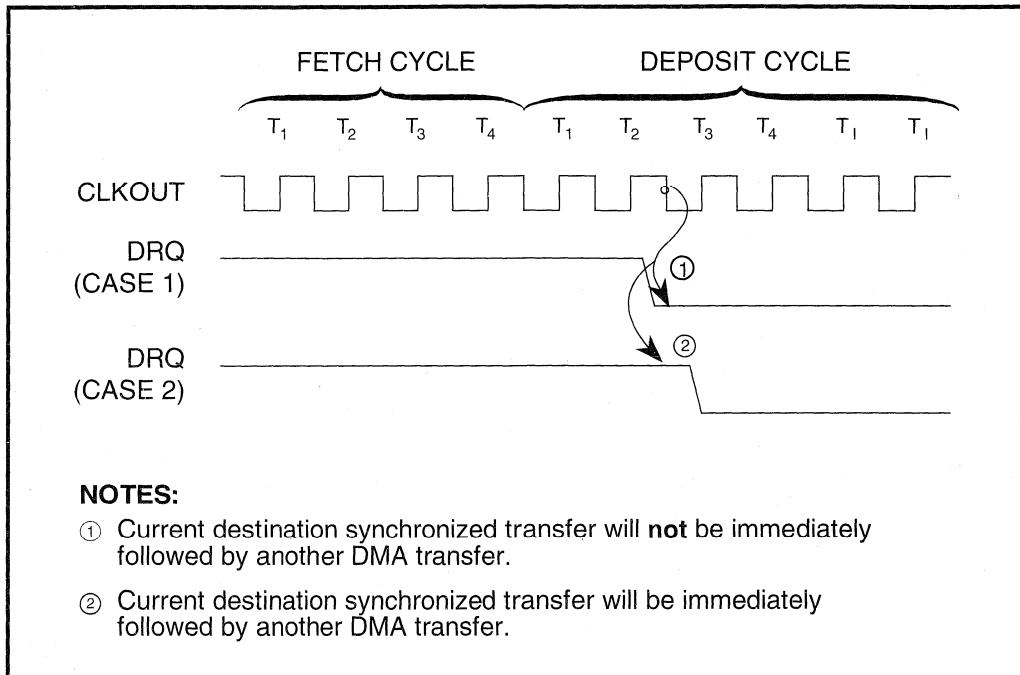 FETCH CYCLE DEPOSIT CYCLE
T1 T2 T3 T4 T1 T2 T3 T4 TI TI
CLKOUT
DRQ
(CASE 1)
①
DRQ
(CASE 2)
②
NOTES:
① Current destination synchronized transfer will not be immediately
followed by another DMA transfer.
② Current destination synchronized transfer will be immediately
followed by another DMA transfer.